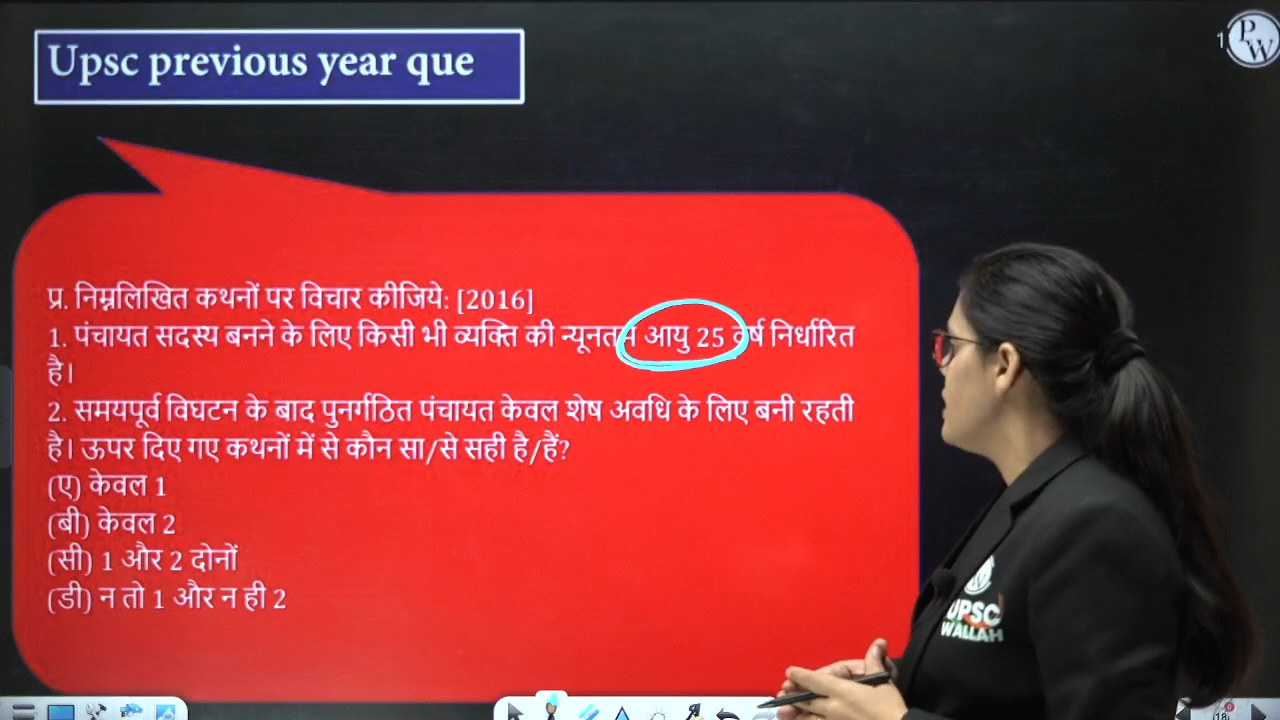 Upsc previous year que
1
P
W
प्र. निम्नलिखित कथनों पर विचार कीजिये: [2016]
1. पंचायत सदस्य बनने के लिए किसी भी व्यक्ति की न्यूनतम आयु 25 वर्ष निर्धारित
है।
2. समयपूर्व विघटन के बाद पुनर्गठित पंचायत केवल शेष अवधि के लिए बनी रहती
है। ऊपर दिए गए कथनों में से कौन सा/से सही है/हैं?
(ए) केवल 1
(बी) केवल 2
(सी) 1 और 2 दोनों
(डी) न तो 1 और न ही 2
UPSC
WALLAH
18